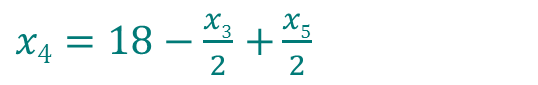 x₄ = 18 − x₃/2 + x₅/2